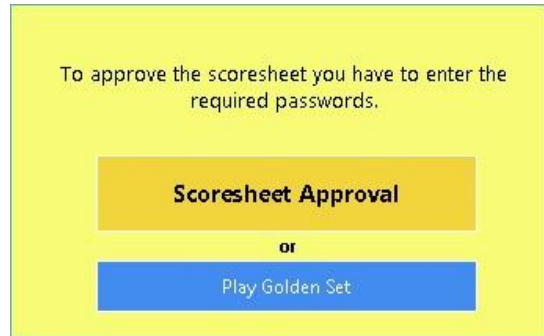 To approve the scoresheet you have to enter the
required passwords.
Scoresheet Approval
or
Play Golden Set